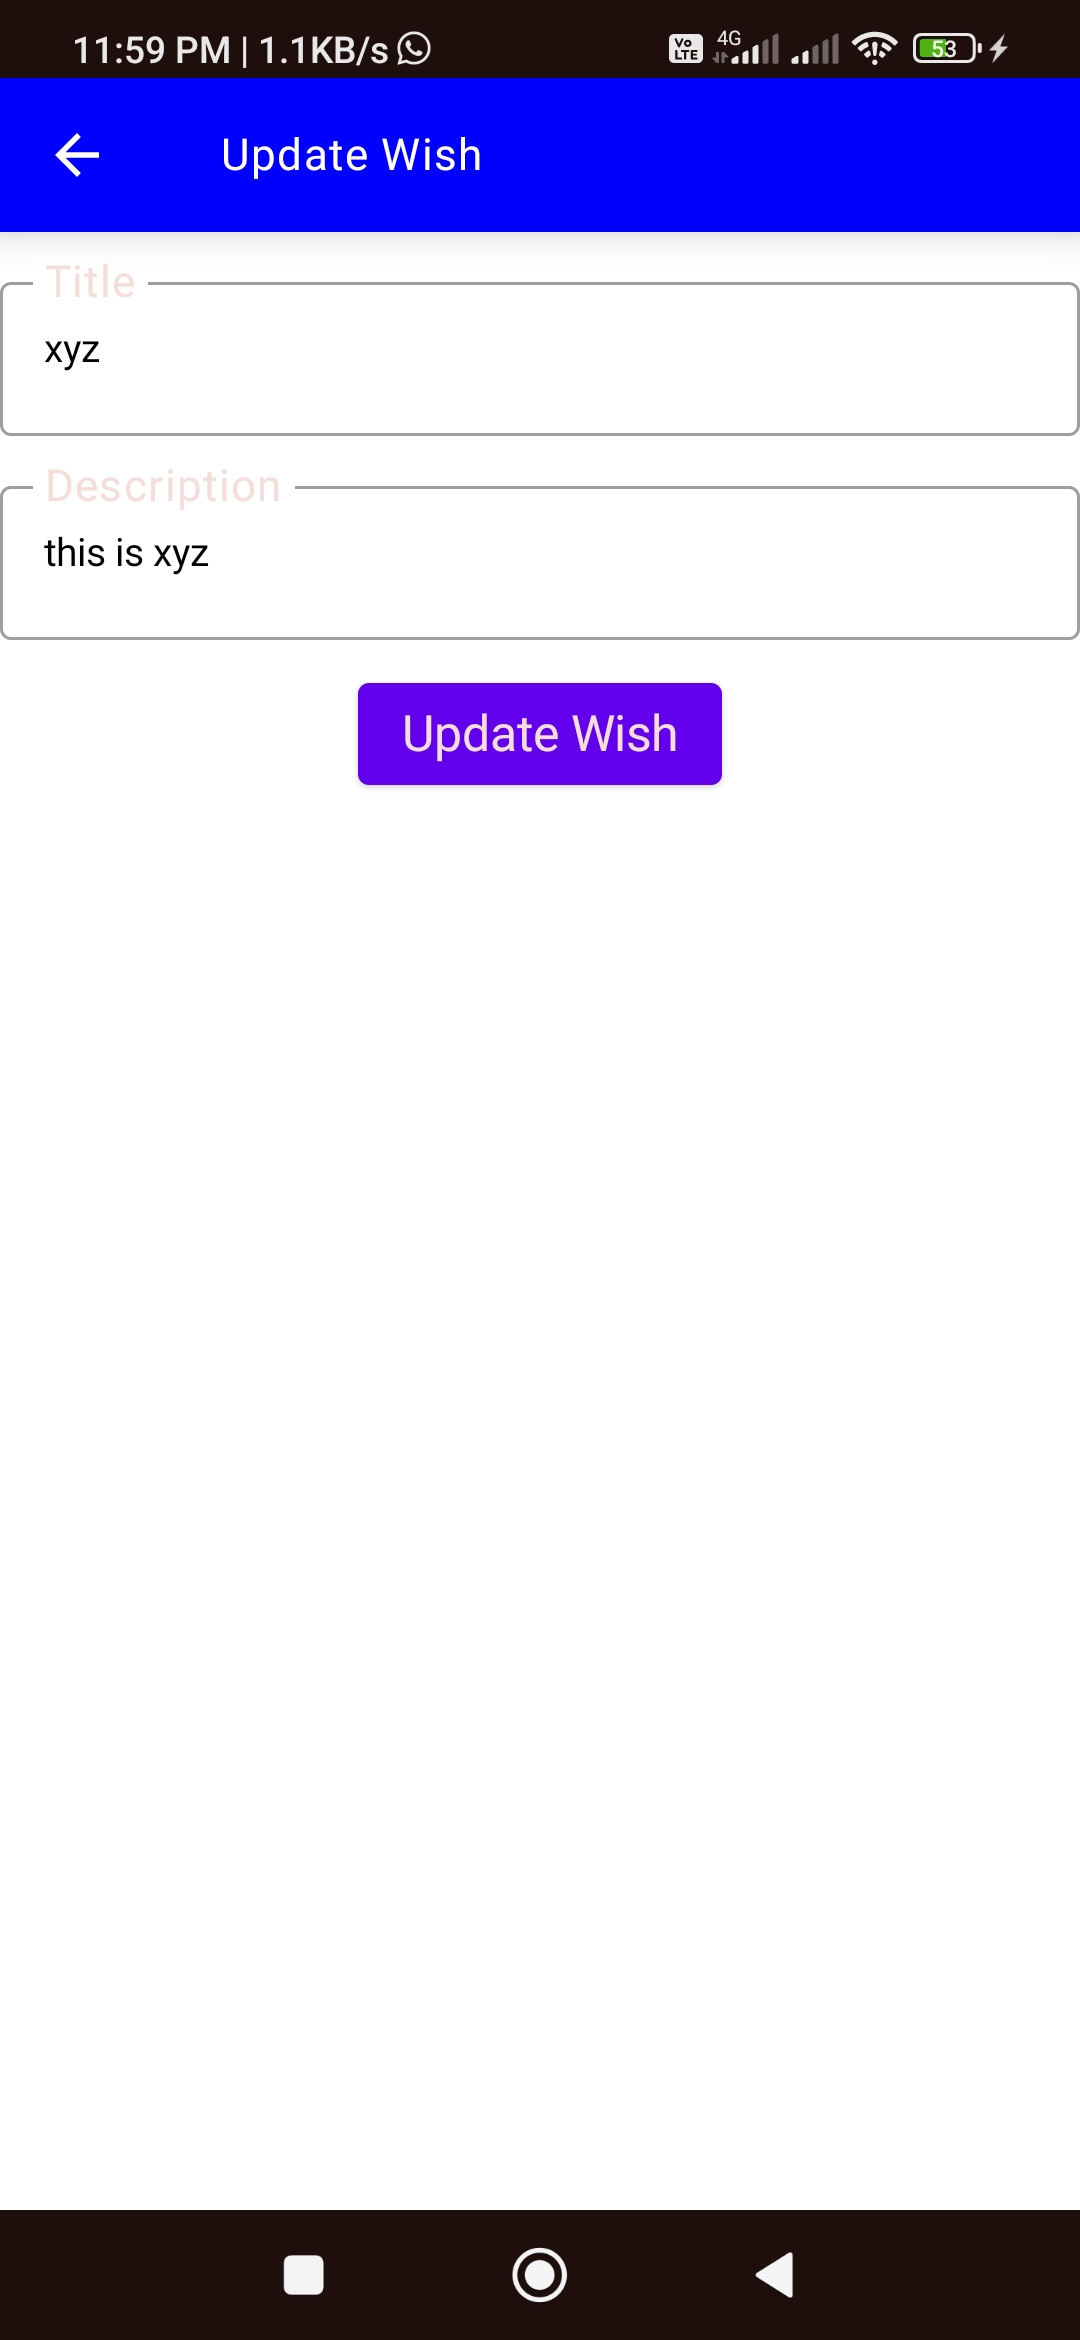 11:59 PM | 1.1KB/s Vo LTE 4G 53
Update Wish
Title
xyz
Description
this is xyz
Update Wish